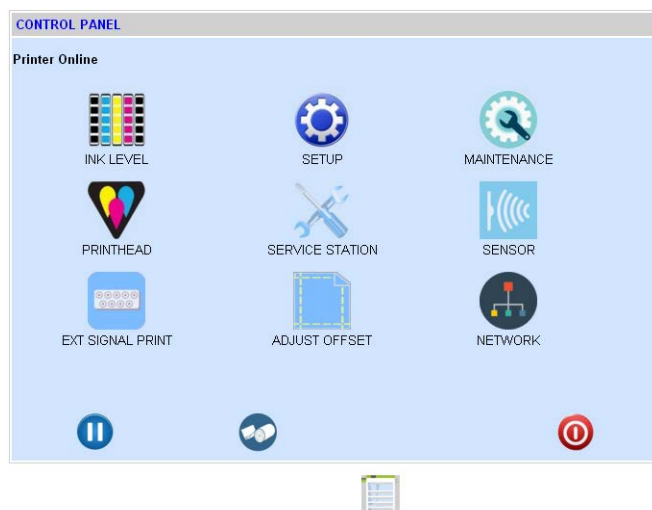 CONTROL PANEL
Printer Online
INK LEVEL
SETUP
MAINTENANCE
PRINTHEAD
SERVICE STATION
SENSOR
EXT SIGNAL PRINT
ADJUST OFFSET
NETWORK